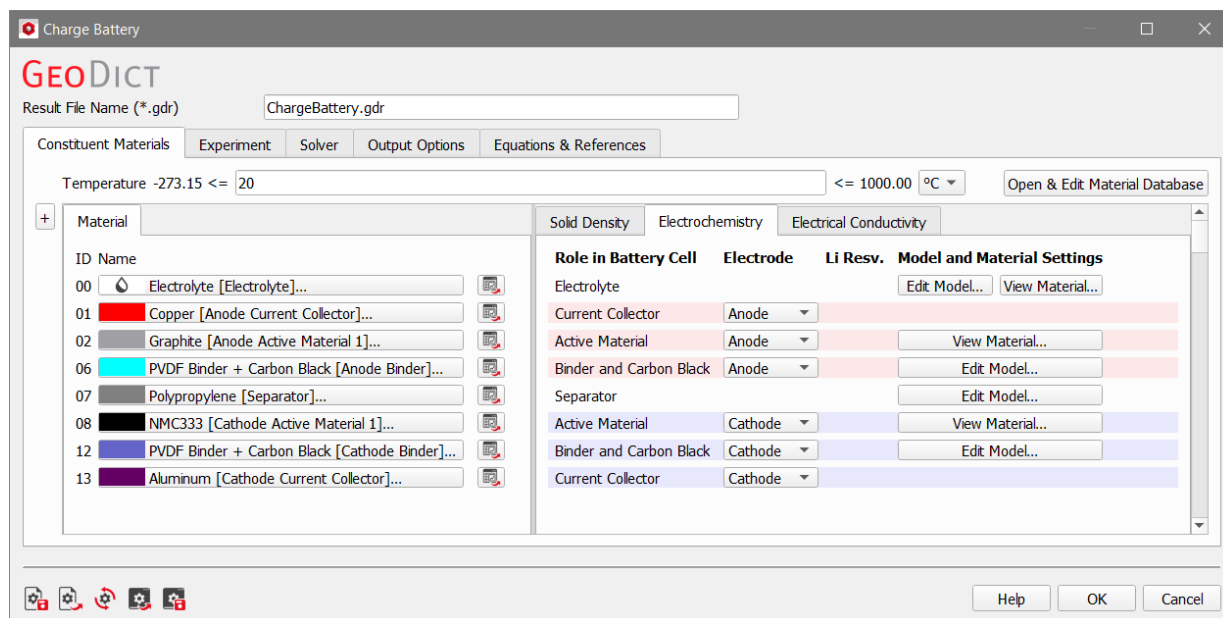 Charge Battery
GEODICT
Result File Name (*.gdr) ChargeBattery.gdr
Constituent Materials Experiment Solver Output Options Equations & References
Temperature -273.15 <= 20 <= 1000.00 °C Open & Edit Material Database
+ Material Solid Density Electrochemistry Electrical Conductivity
ID Name Role in Battery Cell Electrode Li Resv. Model and Material Settings
00 Electrolyte [Electrolyte]... Electrolyte Edit Model... View Material...
01 Copper [Anode Current Collector]... Current Collector Anode
02 Graphite [Anode Active Material 1]... Active Material Anode View Material...
06 PVDF Binder + Carbon Black [Anode Binder]... Binder and Carbon Black Anode Edit Model...
07 Polypropylene [Separator]... Separator Edit Model...
08 NMC333 [Cathode Active Material 1]... Active Material Cathode View Material...
12 PVDF Binder + Carbon Black [Cathode Binder]... Binder and Carbon Black Cathode Edit Model...
13 Aluminum [Cathode Current Collector]... Current Collector Cathode
Help OK Cancel